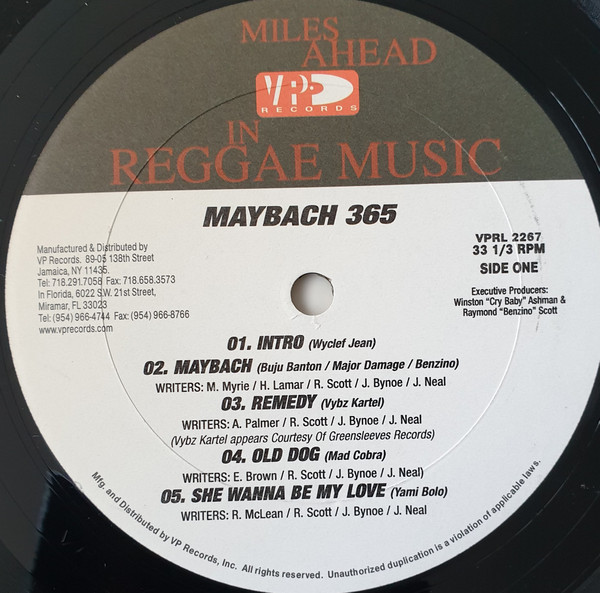 MILES
AHEAD
VP
RECORDS
IN
REGGAE MUSIC
MAYBACH 365
Manufactured & Distributed by
VP Records. 89-05 138th Street
Jamaica, NY 11435.
Tel: 718.291.7058 Fax: 718.658.3573
In Florida, 6022 S.W. 21st Street,
Miramar, FL 33023
Tel: (954) 966-4744 Fax: (954) 966-8766
www.vprecords.com
VPRL 2267
33 1/3 RPM
SIDE ONE
Executive Producers:
Winston "Cry Baby" Ashman &
Raymond "Benzino" Scott
01. INTRO (Wyclef Jean)
02. MAYBACH (Buju Banton / Major Damage / Benzino)
WRITERS: M. Myrie / H. Lamar / R. Scott / J. Bynoe / J. Neal
03. REMEDY (Vybz Kartel)
WRITERS: A. Palmer / R. Scott / J. Bynoe / J. Neal
(Vybz Kartel appears Courtesy Of Greensleeves Records)
04. OLD DOG (Mad Cobra)
WRITERS: E. Brown / R. Scott / J. Bynoe / J. Neal)
05. SHE WANNA BE MY LOVE (Yami Bolo)
WRITERS: R. McLean / R. Scott / J. Bynoe / J. Neal
Mfg. and Distributed by VP Records, Inc. All rights reserved. Unauthorized duplication is a violation of applicable laws.